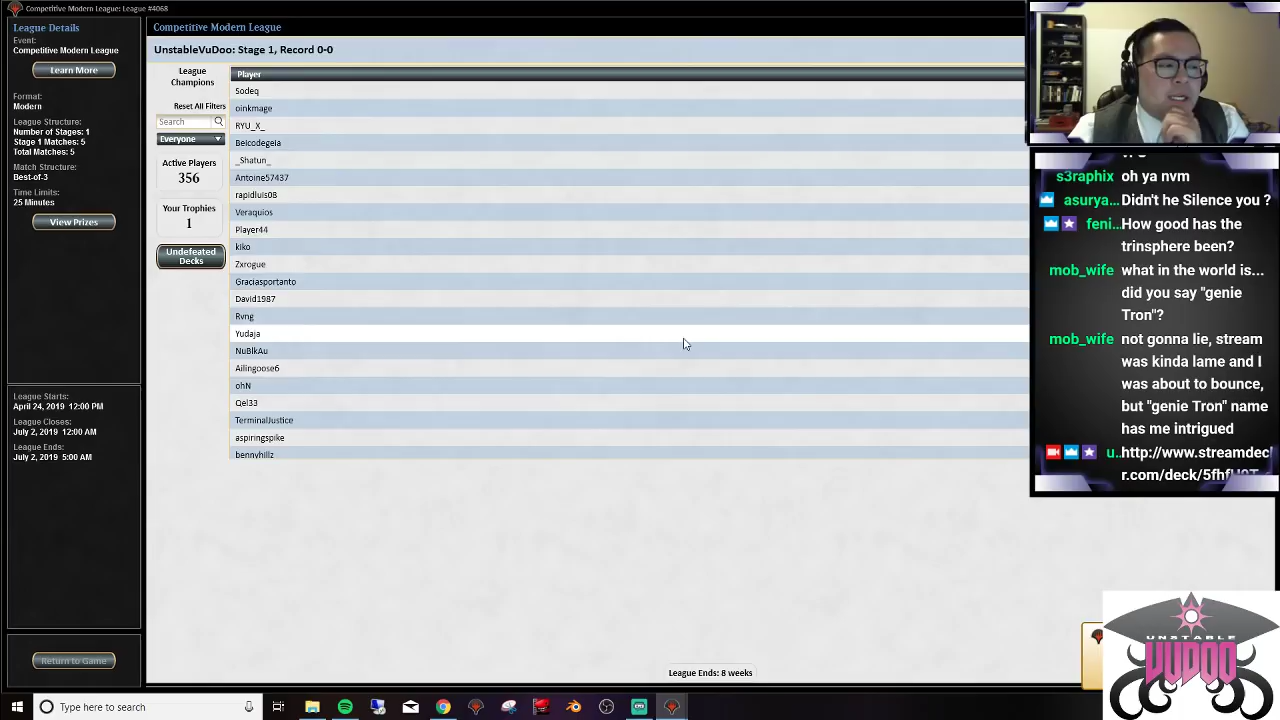 Competitive Modern League: League #4068
League Details
Event:
Competitive Modern League
Learn More
Format:
Modern
League Structure:
Number of Stages: 1
Stage 1 Matches: 5
Total Matches: 5
Match Structure:
Best-of-3
Time Limits:
25 Minutes
View Prizes
League Starts:
April 24, 2019 12:00 PM
League Closes:
July 2, 2019 12:00 AM
League Ends:
July 2, 2019 5:00 AM
Return to Game
Competitive Modern League
UnstableVuDoo: Stage 1, Record 0-0
League
Champions
Reset All Filters
Search
Everyone
Active Players
356
Your Trophies
1
Undefeated
Decks
Player
Sodeq
oinkmage
RYU_X_
Belcodegeia
_Shatun_
Antoine57437
rapidluis08
Veraquios
Player44
kiko
Zxrogue
Graciasportanto
David1987
Rvng
Yudaja
NuBlkAu
Ailingoose6
ohN
Qel33
TerminalJustice
aspiringspike
bennyhillz
League Ends: 8 weeks
s3raphix oh ya nvm
asurya... Didn't he Silence you ?
feni... How good has the
trinsphere been?
mob_wife what in the world is...
did you say "genie
Tron"?
mob_wife not gonna lie, stream
was kinda lame and I
was about to bounce,
but "genie Tron" name
has me intrigued
u.. http://www.streamdec
UNSTABLE
VUDOO
Type here to search